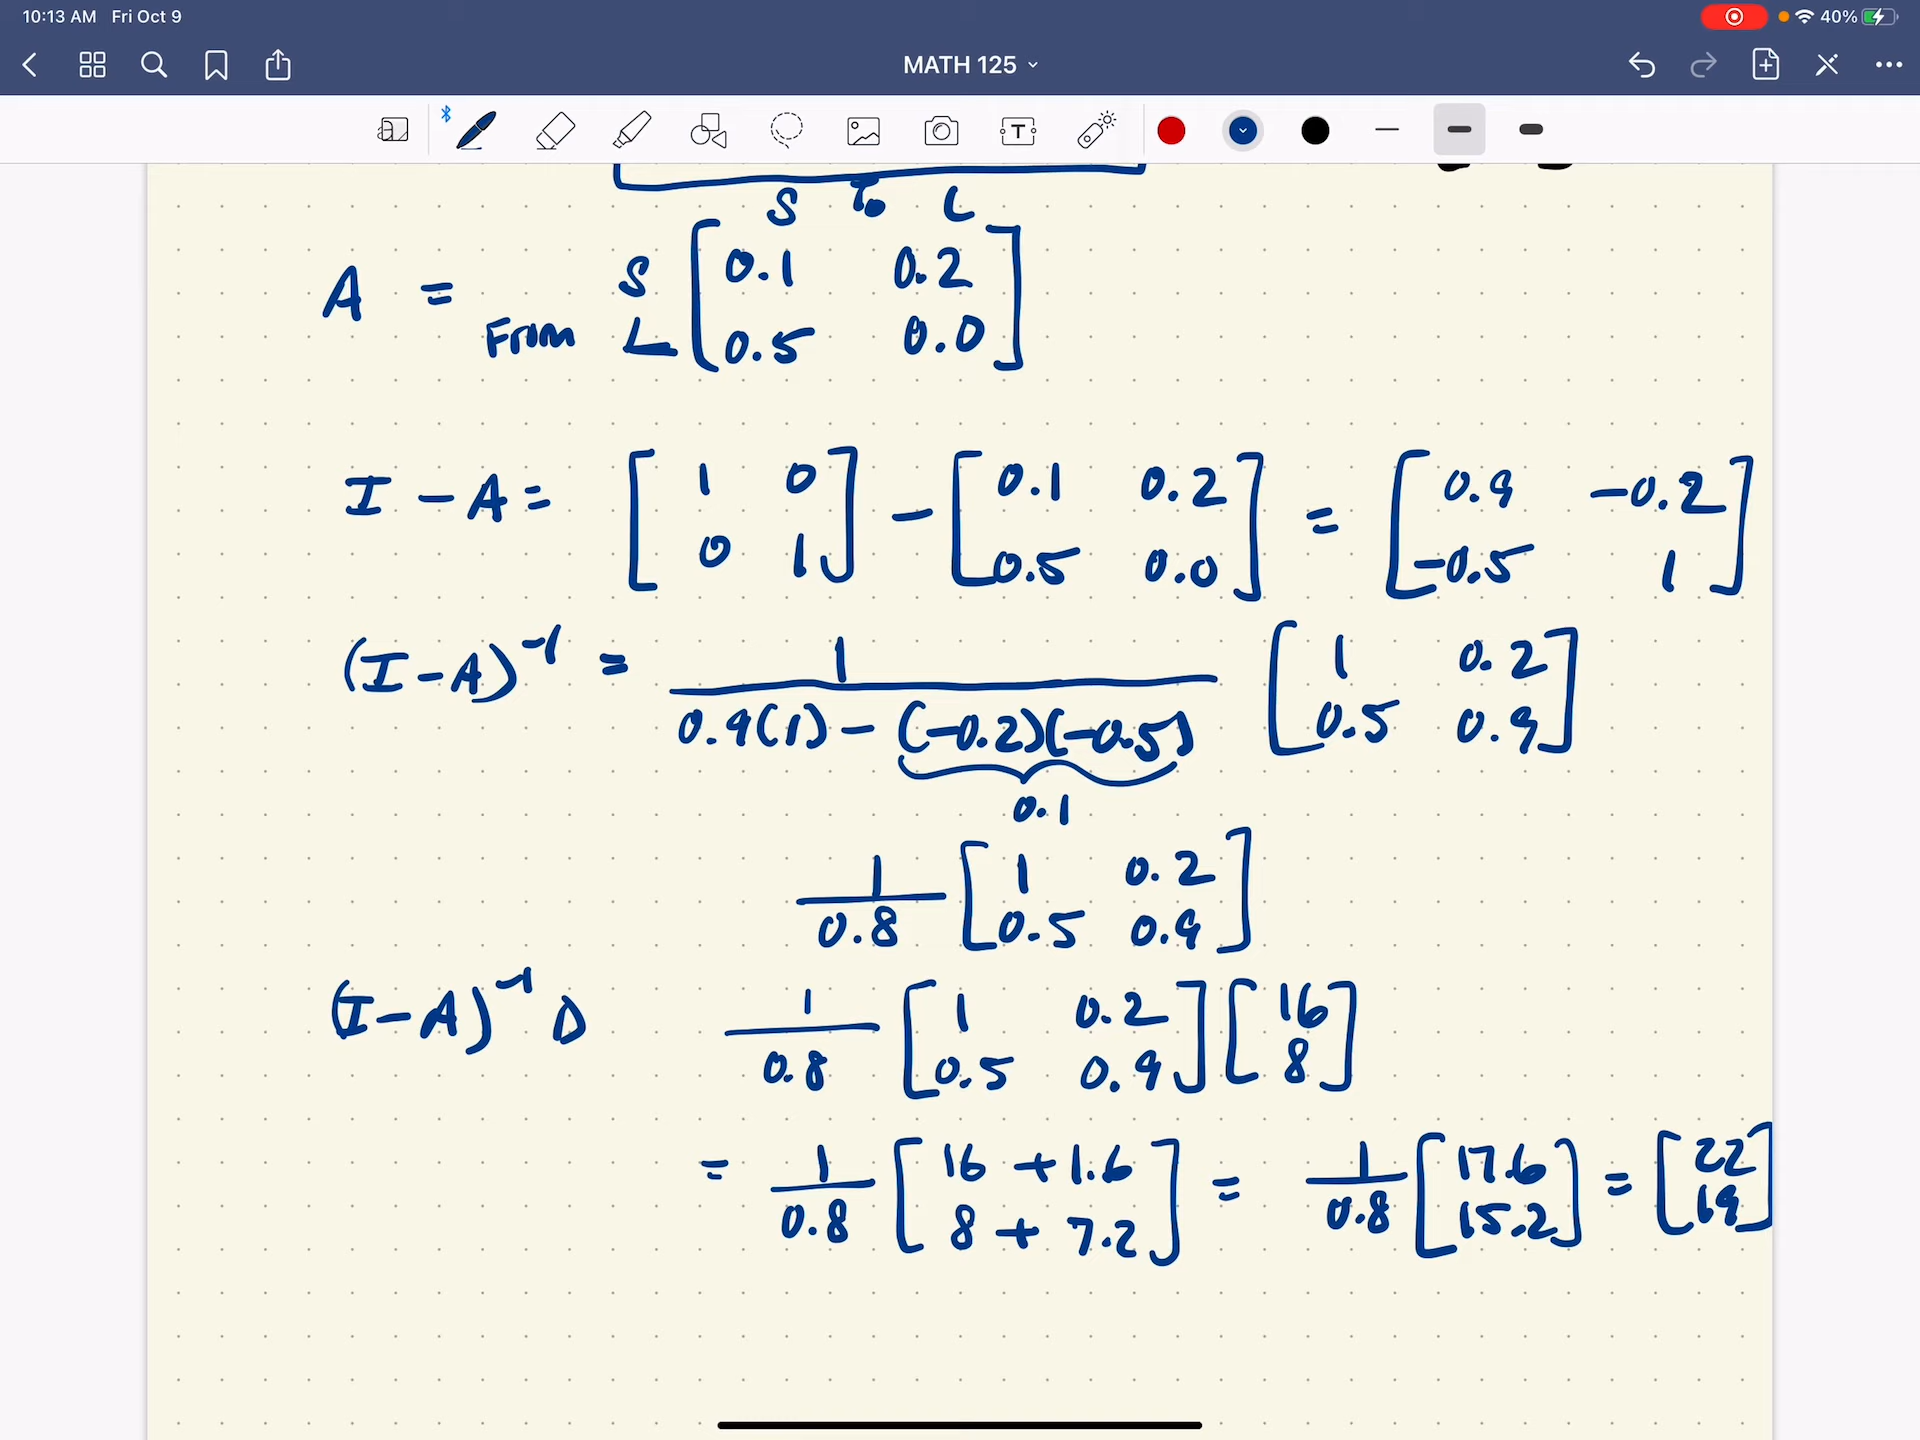 10:13 AM Fri Oct 9 40%
MATH 125
S To L
A = From S [0.1 0.2]
L [0.5 0.0]
I - A = [1 0; 0 1] - [0.1 0.2; 0.5 0.0] = [0.9 -0.2; -0.5 1]
(I - A)⁻¹ = 1 / 0.9(1) - (-0.2)(-0.5) [1 0.2; 0.5 0.9]
0.1
1/0.8 [1 0.2; 0.5 0.9]
(I - A)⁻¹ D 1/0.8 [1 0.2; 0.5 0.9] [16; 8]
= 1/0.8 [16 + 1.6; 8 + 7.2] = 1/0.8 [17.6; 15.2] = [22; 19]